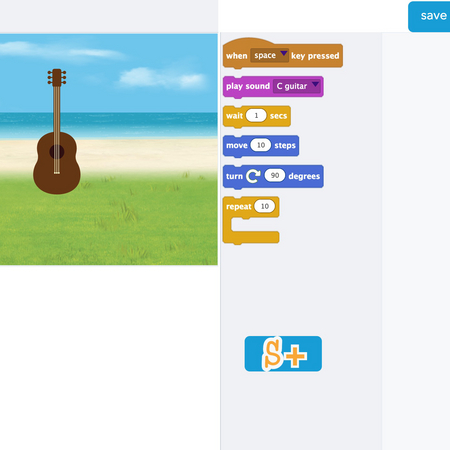 save
when space key pressed
play sound C guitar
wait 1 secs
move 10 steps
turn 90 degrees
repeat 10
S+